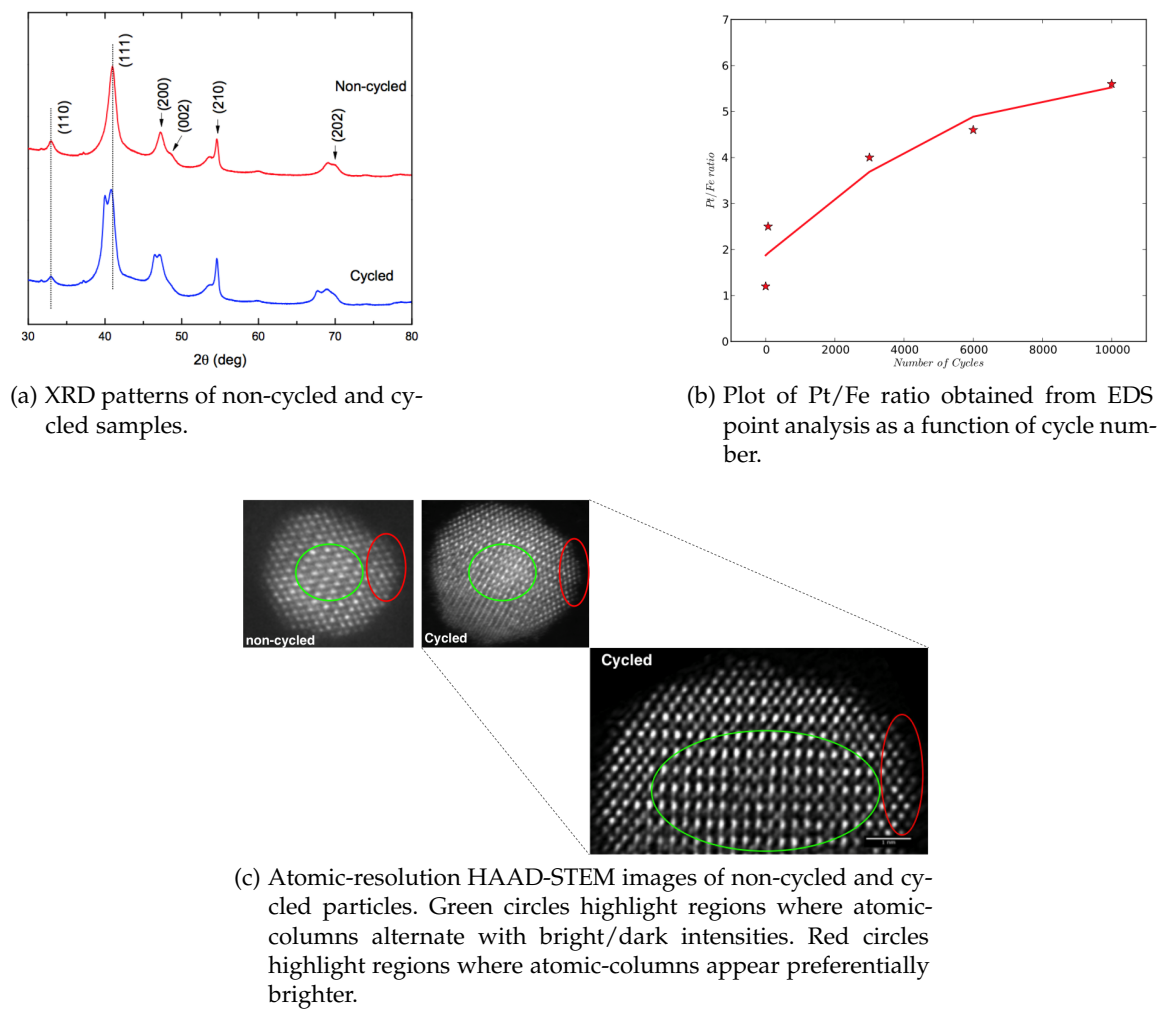 (110)
(111)
(200)
(002)
(210)
(202)
Non-cycled
Cycled
30 40 50 60 70 80
2θ (deg)
(a) XRD patterns of non-cycled and cy-
cled samples.
7
6
5
4
3
2
1
0
Pt/Fe ratio
0 2000 4000 6000 8000 10000
Number of Cycles
(b) Plot of Pt/Fe ratio obtained from EDS
point analysis as a function of cycle num-
ber.
non-cycled
Cycled
Cycled
1 nm
(c) Atomic-resolution HAAD-STEM images of non-cycled and cy-
cled particles. Green circles highlight regions where atomic-
columns alternate with bright/dark intensities. Red circles
highlight regions where atomic-columns appear preferentially
brighter.